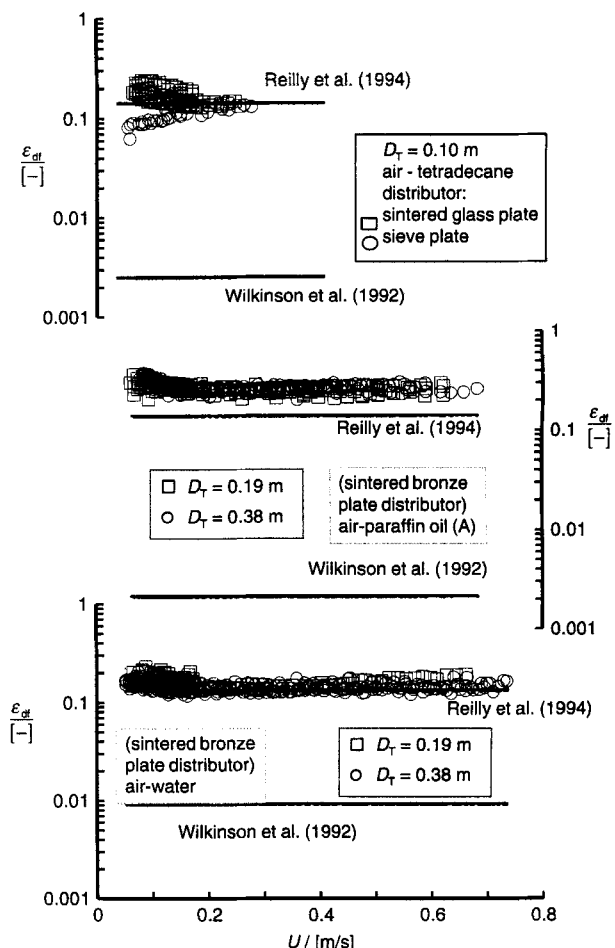 1
Reilly et al. (1994)
0.1
ε_df
[−]
D_T = 0.10 m
air - tetradecane
distributor:
sintered glass plate
sieve plate
0.01
Wilkinson et al. (1992)
0.001
1
ε_df
[−]
0.1
Reilly et al. (1994)
D_T = 0.19 m
D_T = 0.38 m
(sintered bronze
plate distributor)
air-paraffin oil (A)
0.01
Wilkinson et al. (1992)
0.001
1
ε_df
[−]
0.1
Reilly et al. (1994)
(sintered bronze
plate distributor)
air-water
D_T = 0.19 m
D_T = 0.38 m
0.01
Wilkinson et al. (1992)
0.001
0 0.2 0.4 0.6 0.8
U / [m/s]